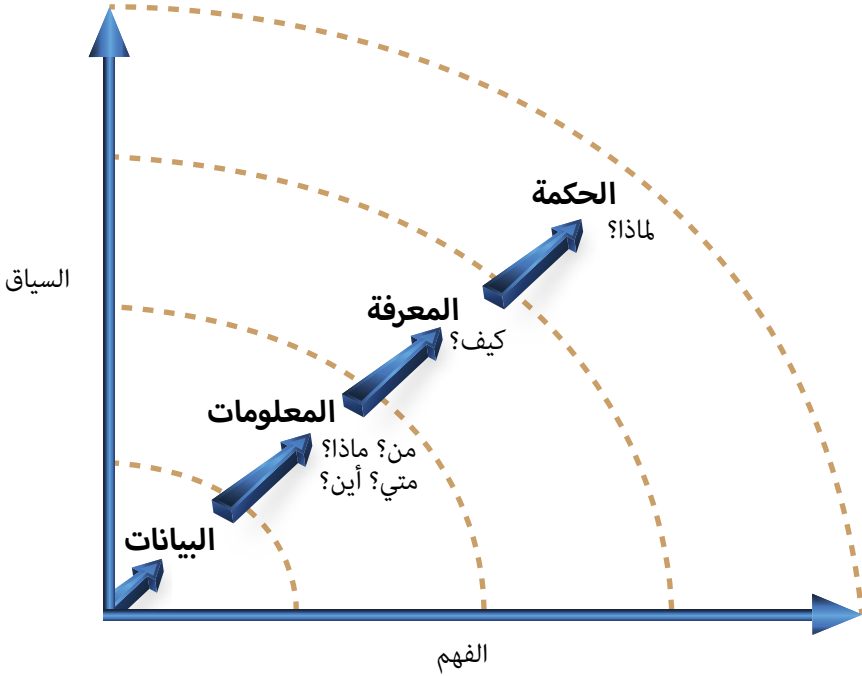 الحكمة
لماذا؟
السياق
المعرفة
كيف؟
المعلومات
من؟ ماذا؟
متي؟ أين؟
البيانات
الفهم